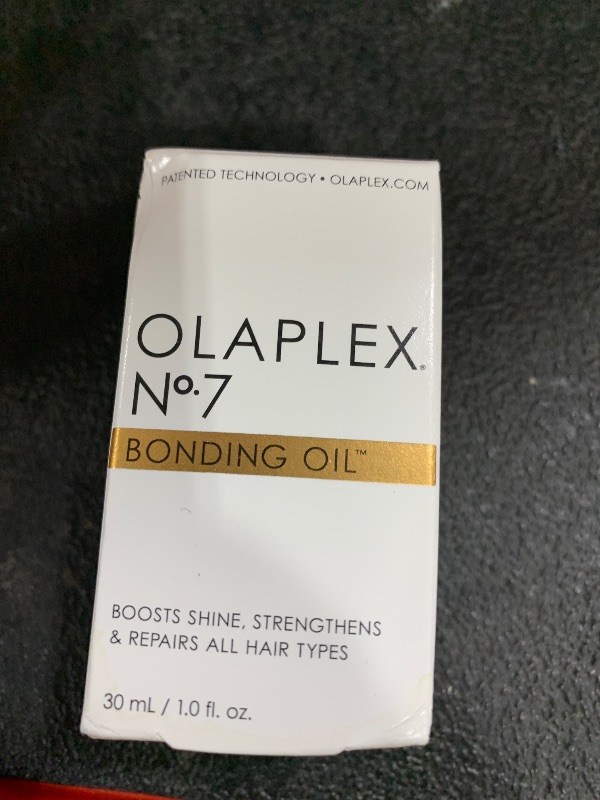 PATENTED TECHNOLOGY • OLAPLEX.COM
OLAPLEX®
Nº.7
BONDING OIL™
BOOSTS SHINE, STRENGTHENS
& REPAIRS ALL HAIR TYPES
30 mL / 1.0 fl. oz.